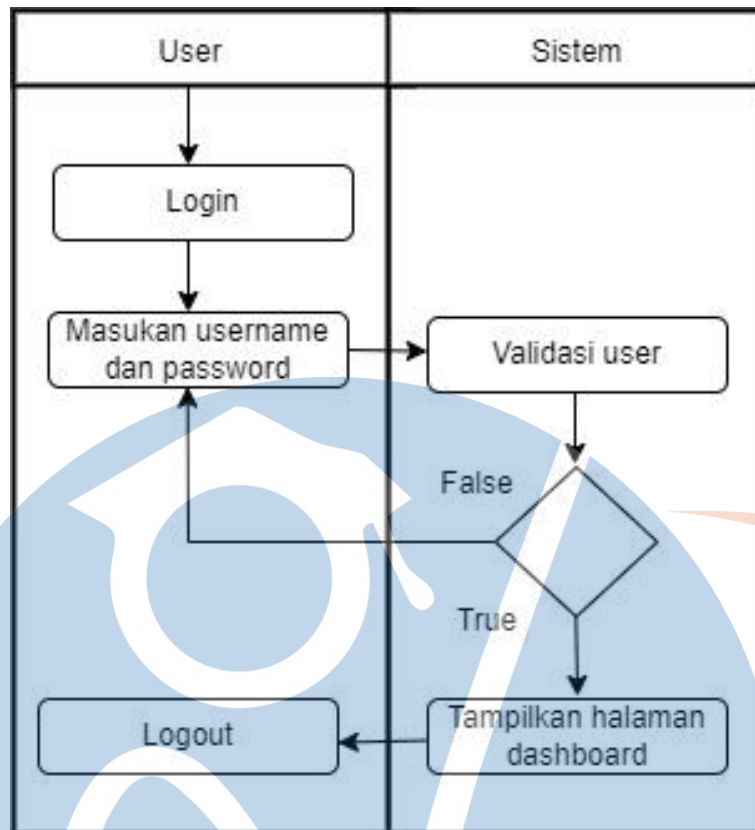 User
Sistem
Login
Masukan username
dan password
Validasi user
False
True
Tampilkan halaman
dashboard
Logout